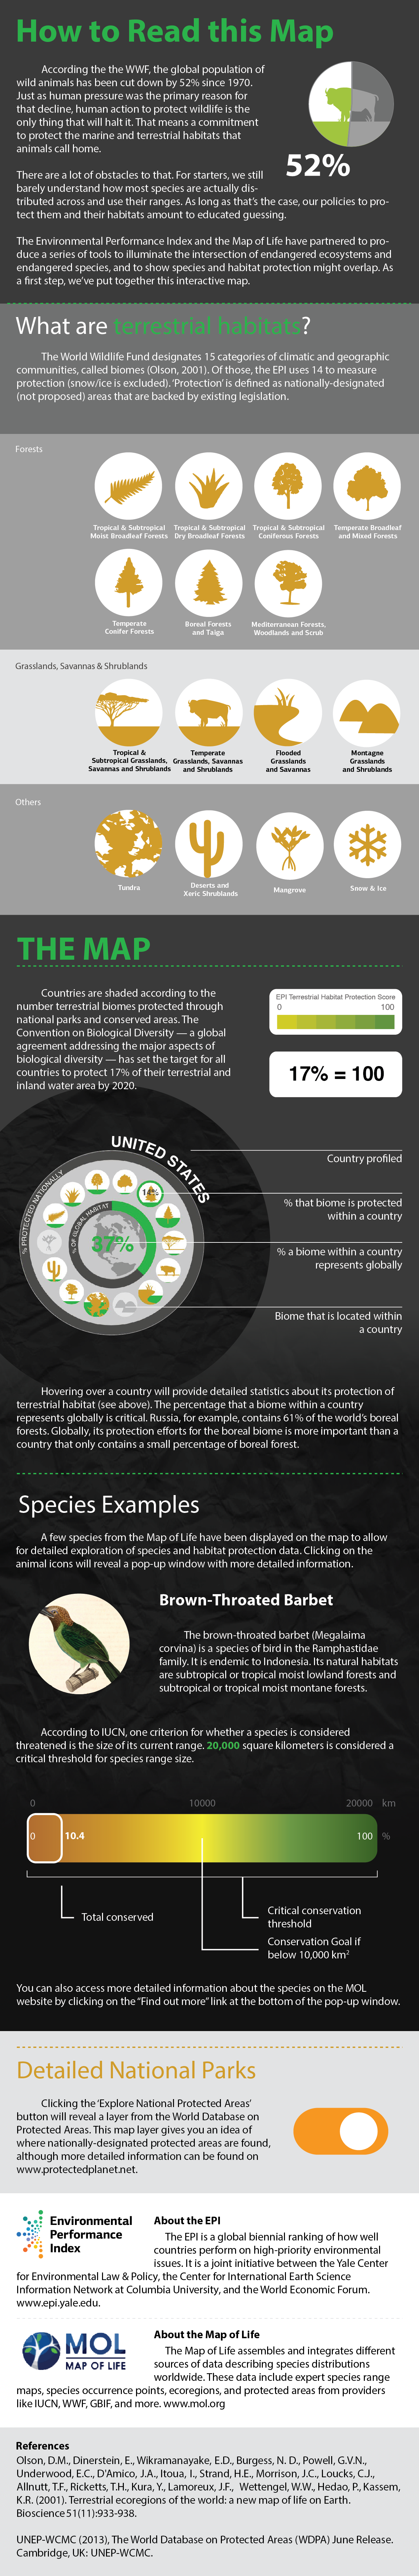 How to Read this Map
According the the WWF, the global population of
wild animals has been cut down by 52% since 1970.
Just as human pressure was the primary reason for
that decline, human action to protect wildlife is the
only thing that will halt it. That means a commitment
to protect the marine and terrestrial habitats that
animals call home.
52%
There are a lot of obstacles to that. For starters, we still
barely understand how most species are actually dis-
tributed across and use their ranges. As long as that's the case, our policies to pro-
tect them and their habitats amount to educated guesing.
The Environmental Performance Index and the Map of Life have partnered to pro-
duce a series of tools to illuminate the intersection of endangered ecosystems and
endangered species, and to show species and habitat protection might overlap. As
a first step, we've put together this interactive map.
What are terrestrial habitats?
The World Wildlife Fund designates 15 categories of climatic and geographic
communities, called biomes (Olson, 2001). Of those, the EPI uses 14 to measure
protection (snow/ice is excluded). 'Protection' is defined as nationally-designated
(not proposed) areas that are backed by existing legislation.
Forests
Tropical & Subtropical
Moist Broadleaf Forests
Tropical & Subtropical
Dry Broadleaf Forests
Tropical & Subtropical
Coniferous Forests
Temperate Broadleaf
and Mixed Forests
Temperate
Conifer Forests
Boreal Forests
and Taiga
Mediterranean Forests,
Woodlands and Scrub
Grasslands, Savannas & Shrublands
Tropical &
Subtropical Grasslands,
Savannas and Shrublands
Temperate
Grasslands, Savannas
and Shrublands
Flooded
Grasslands
and Savannas
Montagne
Grasslands
and Shrublands
Others
Tundra
Deserts and
Xeric Shrublands
Mangrove
Snow & Ice
THE MAP
Countries are shaded according to the
number terrestrial biomes protected through
national parks and conserved areas. The
Convention on Biological Diversity — a global
agreement addressing the major aspects of
biological diversity — has set the target for all
countries to protect 17% of their terrestrial and
inland water area by 2020.
EPI Terrestrial Habitat Protection Score
0 100
17% = 100
UNITED STATES
% PROTECTED NATIONALLY
% OF GLOBAL HABITAT
14%
37%
Country profiled
% that biome is protected
within a country
% a biome within a country
represents globally
Biome that is located within
a country
Hovering over a country will provide detailed statistics about its protection of
terrestrial habitat (see above). The percentage that a biome within a country
represents globally is critical. Russia, for example, contains 61% of the world's boreal
forests. Globally, its protection efforts for the boreal biome is more important than a
country that only contains a small percentage of boreal forest.
Species Examples
A few species from the Map of Life have been displayed on the map to allow
for detailed exploration of species and habitat protection data. Clicking on the
animal icons will reveal a pop-up window with more detailed information.
Brown-Throated Barbet
The brown-throated barbet (Megalaima
corvina) is a species of bird in the Ramphastidae
family. It is endemic to Indonesia. Its natural habitats
are subtropical or tropical moist lowland forests and
subtropical or tropical moist montane forests.
According to IUCN, one criterion for whether a species is considered
threatened is the size of its current range. 20,000 square kilometers is considered a
critical threshold for species range size.
0 10000 20000 km
0 10.4 100 %
Total conserved
Critical conservation
threshold
Conservation Goal if
below 10,000 km²
You can also access more detailed information about the species on the MOL
website by clicking on the "Find out more" link at the bottom of the pop-up window.
Detailed National Parks
Clicking the 'Explore National Protected Areas'
button will reveal a layer from the World Database on
Protected Areas. This map layer gives you an idea of
where nationally-designated protected areas are found,
although more detailed information can be found on
www.protectedplanet.net.
Environmental
Performance
Index
About the EPI
The EPI is a global biennial ranking of how well
countries perform on high-priority environmental
issues. It is a joint initiative between the Yale Center
for Environmental Law & Policy, the Center for International Earth Science
Information Network at Columbia University, and the World Economic Forum.
www.epi.yale.edu.
MOL
MAP OF LIFE
About the Map of Life
The Map of Life assembles and integrates different
sources of data describing species distributions
worldwide. These data include expert species range
maps, species occurrence points, ecoregions, and protected areas from providers
like IUCN, WWF, GBIF, and more. www.mol.org
References
Olson, D.M., Dinerstein, E., Wikramanayake, E.D., Burgess, N. D., Powell, G.V.N.,
Underwood, E.C., D'Amico, J.A., Itoua, I., Strand, H.E., Morrison, J.C., Loucks, C.J.,
Allnutt, T.F., Ricketts, T.H., Kura, Y., Lamoreux, J.F., Wettengel, W.W., Hedao, P., Kassem,
K.R. (2001). Terrestrial ecoregions of the world: a new map of life on Earth.
Bioscience 51(11):933-938.
UNEP-WCMC (2013), The World Database on Protected Areas (WDPA) June Release.
Cambridge, UK: UNEP-WCMC.